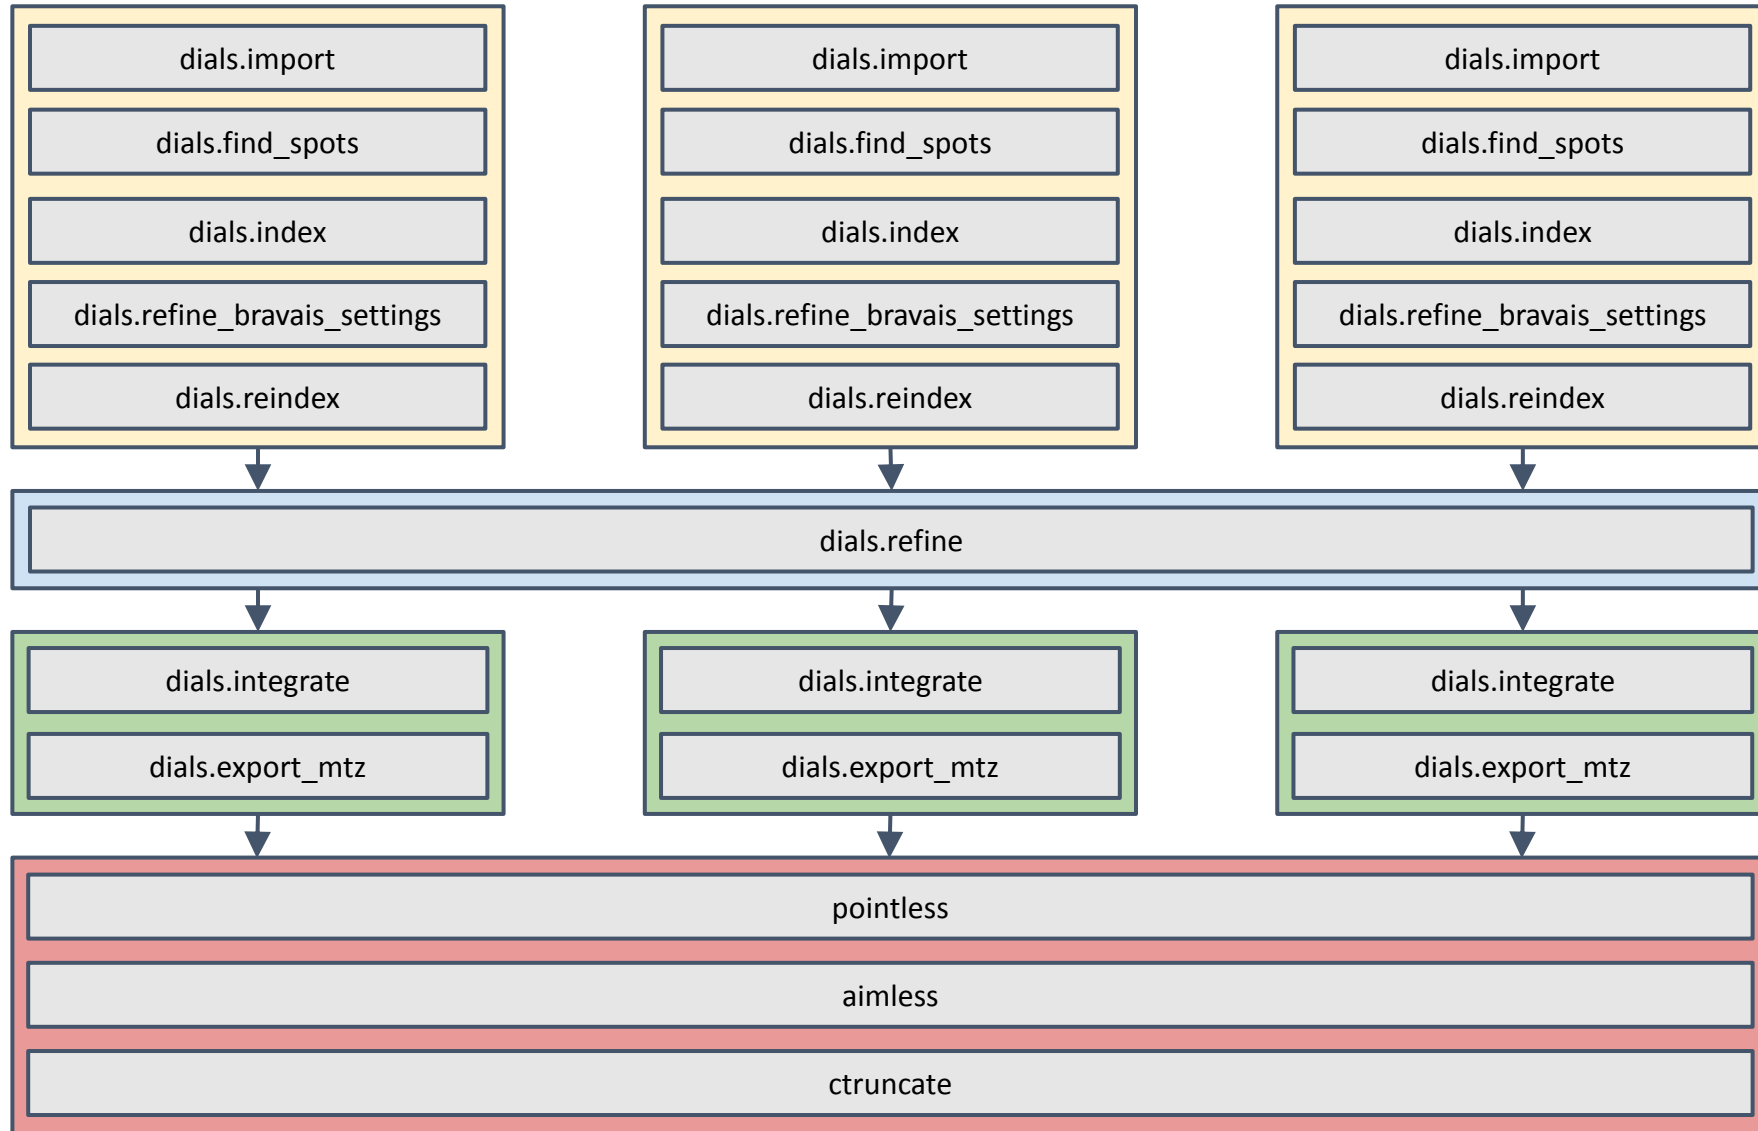 dials.import
dials.find_spots
dials.index
dials.refine_bravais_settings
dials.reindex
dials.import
dials.find_spots
dials.index
dials.refine_bravais_settings
dials.reindex
dials.import
dials.find_spots
dials.index
dials.refine_bravais_settings
dials.reindex
dials.refine
dials.integrate
dials.export_mtz
dials.integrate
dials.export_mtz
dials.integrate
dials.export_mtz
pointless
aimless
ctruncate